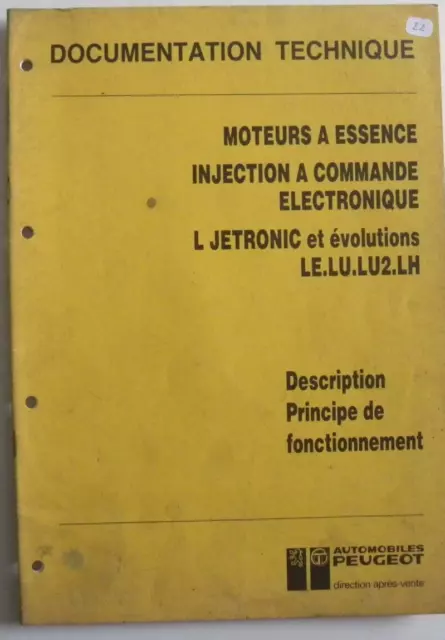 22
DOCUMENTATION TECHNIQUE
MOTEURS A ESSENCE
INJECTION A COMMANDE
ELECTRONIQUE
L JETRONIC et évolutions
LE.LU.LU2.LH
Description
Principe de
fonctionnement
AUTOMOBILES
PEUGEOT
direction après-vente